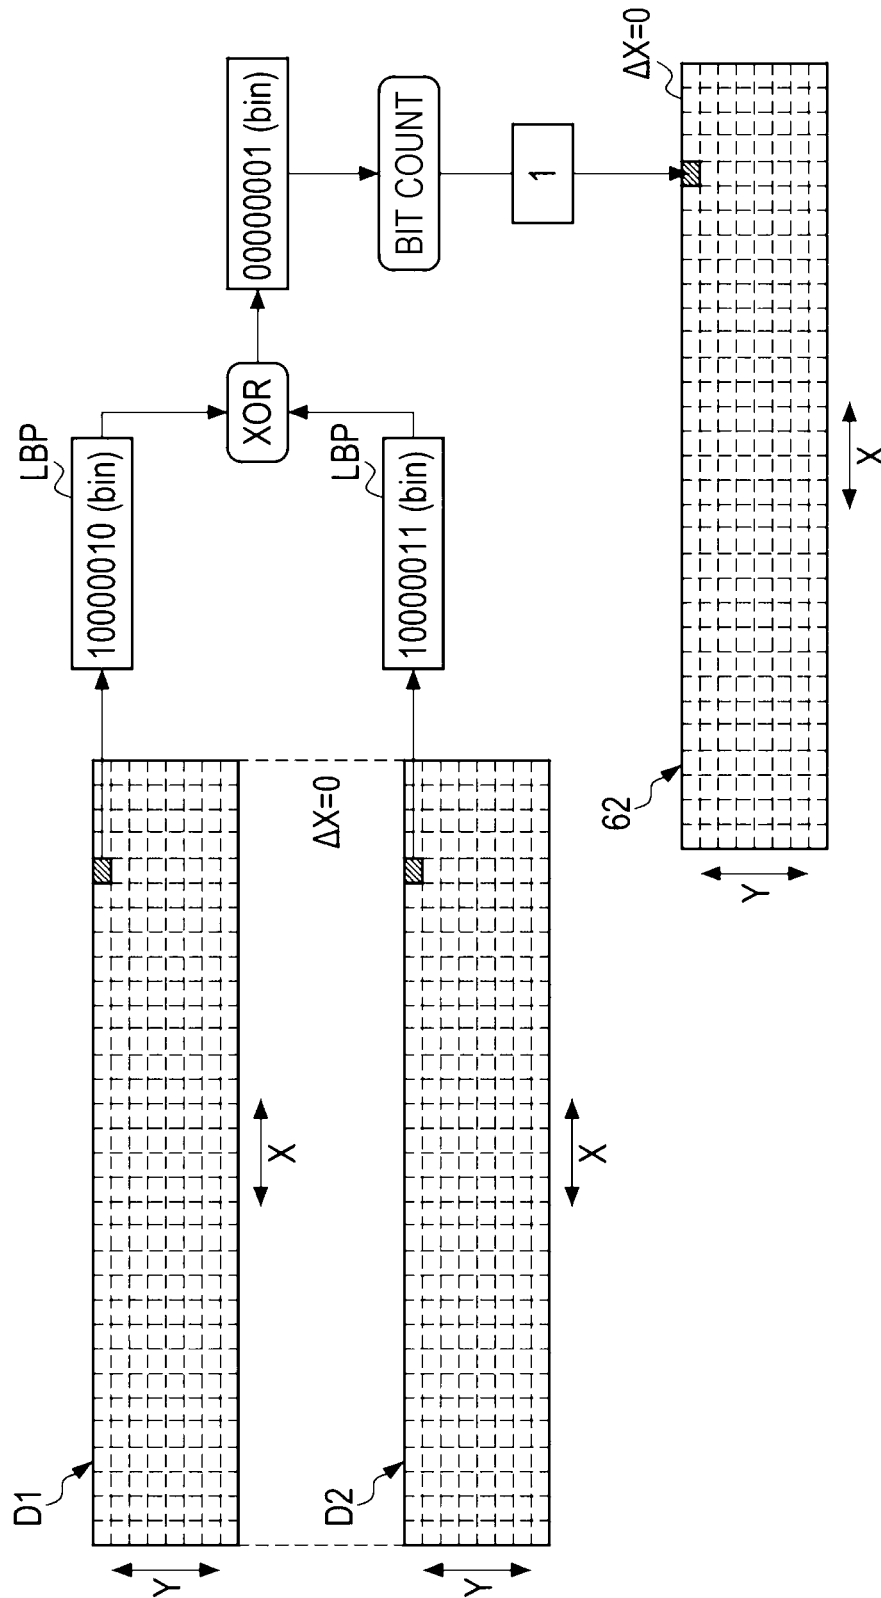 D1
Y
X
LBP
10000010 (bin)
ΔX=0
D2
Y
X
LBP
10000011 (bin)
XOR
00000001 (bin)
BIT COUNT
1
62
ΔX=0
Y
X